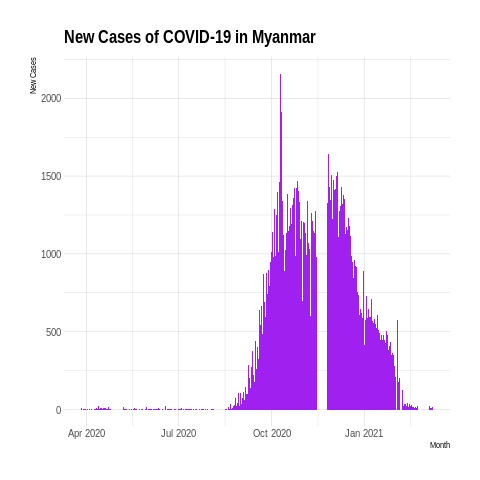 New Cases of COVID-19 in Myanmar
New Cases
2000
1500
1000
500
0
Apr 2020
Jul 2020
Oct 2020
Jan 2021
Month